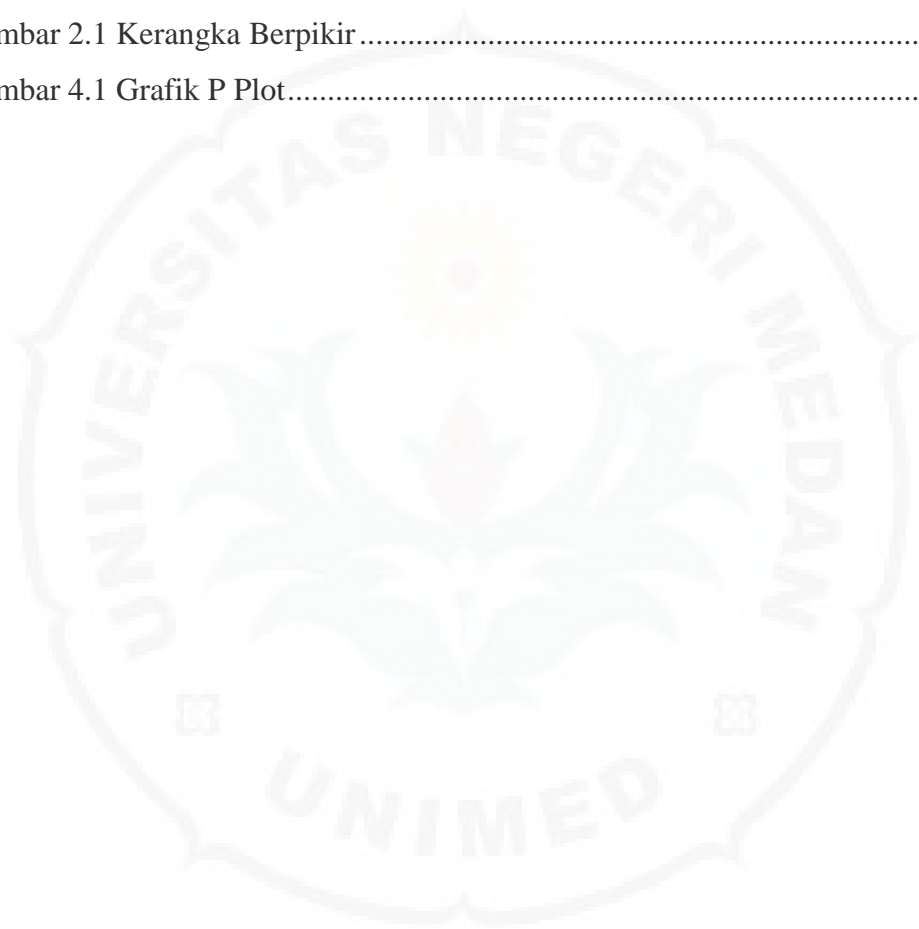 mbar 2.1 Kerangka Berpikir........................................................................
mbar 4.1 Grafik P Plot.................................................................................
UNIVERSITAS NEGERI MEDAN
UNIMED